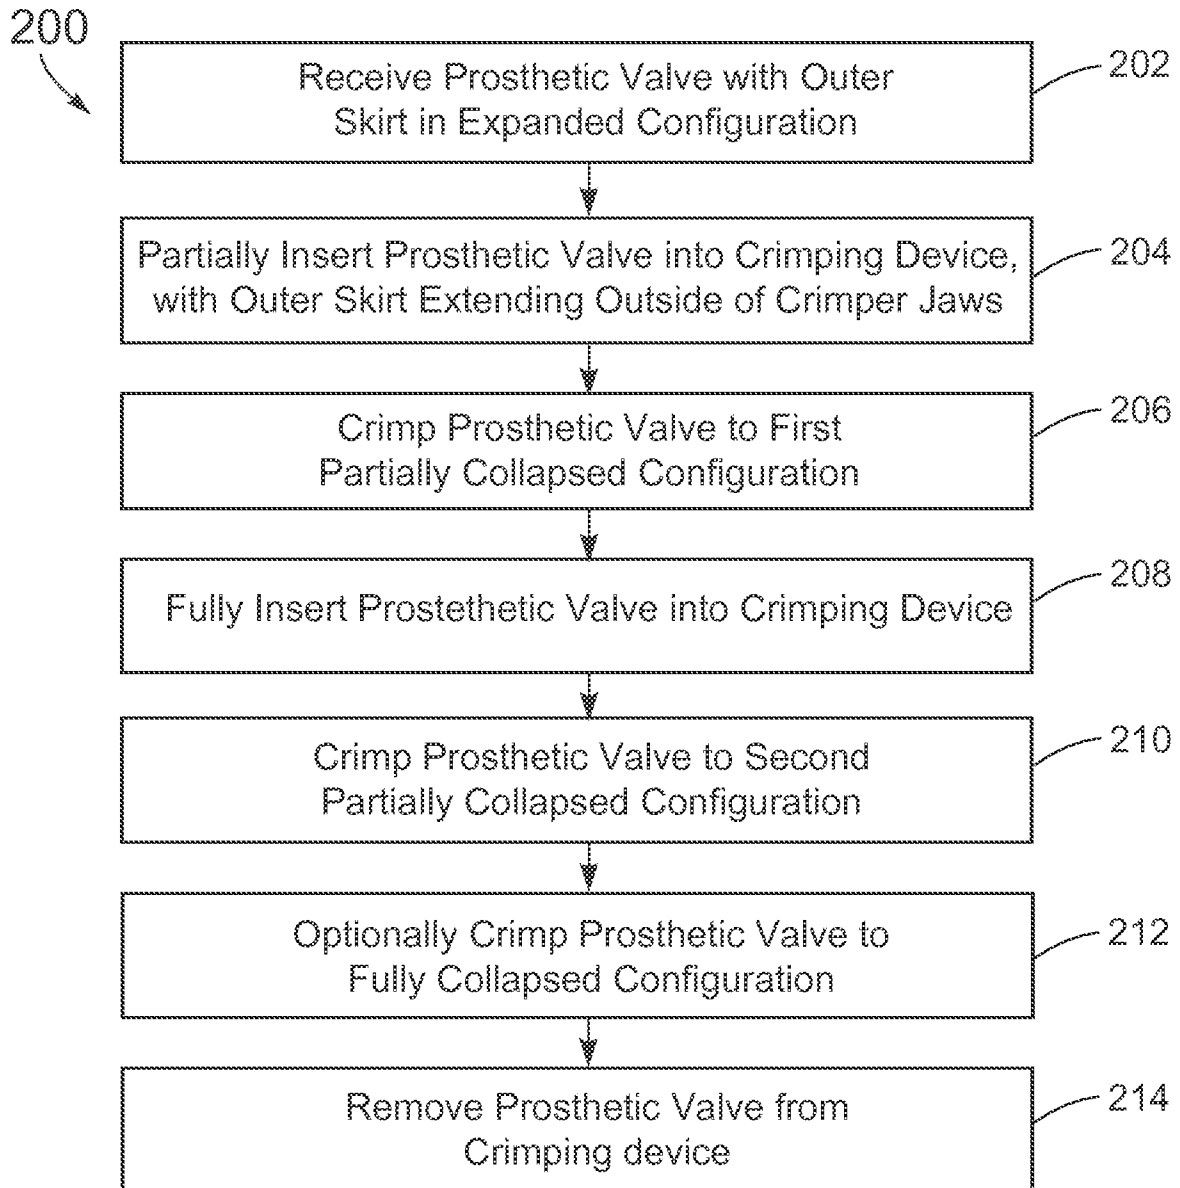 200
Receive Prosthetic Valve with Outer
Skirt in Expanded Configuration
202
Partially Insert Prosthetic Valve into Crimping Device,
with Outer Skirt Extending Outside of Crimper Jaws
204
Crimp Prosthetic Valve to First
Partially Collapsed Configuration
206
Fully Insert Prostethetic Valve into Crimping Device
208
Crimp Prosthetic Valve to Second
Partially Collapsed Configuration
210
Optionally Crimp Prosthetic Valve to
Fully Collapsed Configuration
212
Remove Prosthetic Valve from
Crimping device
214